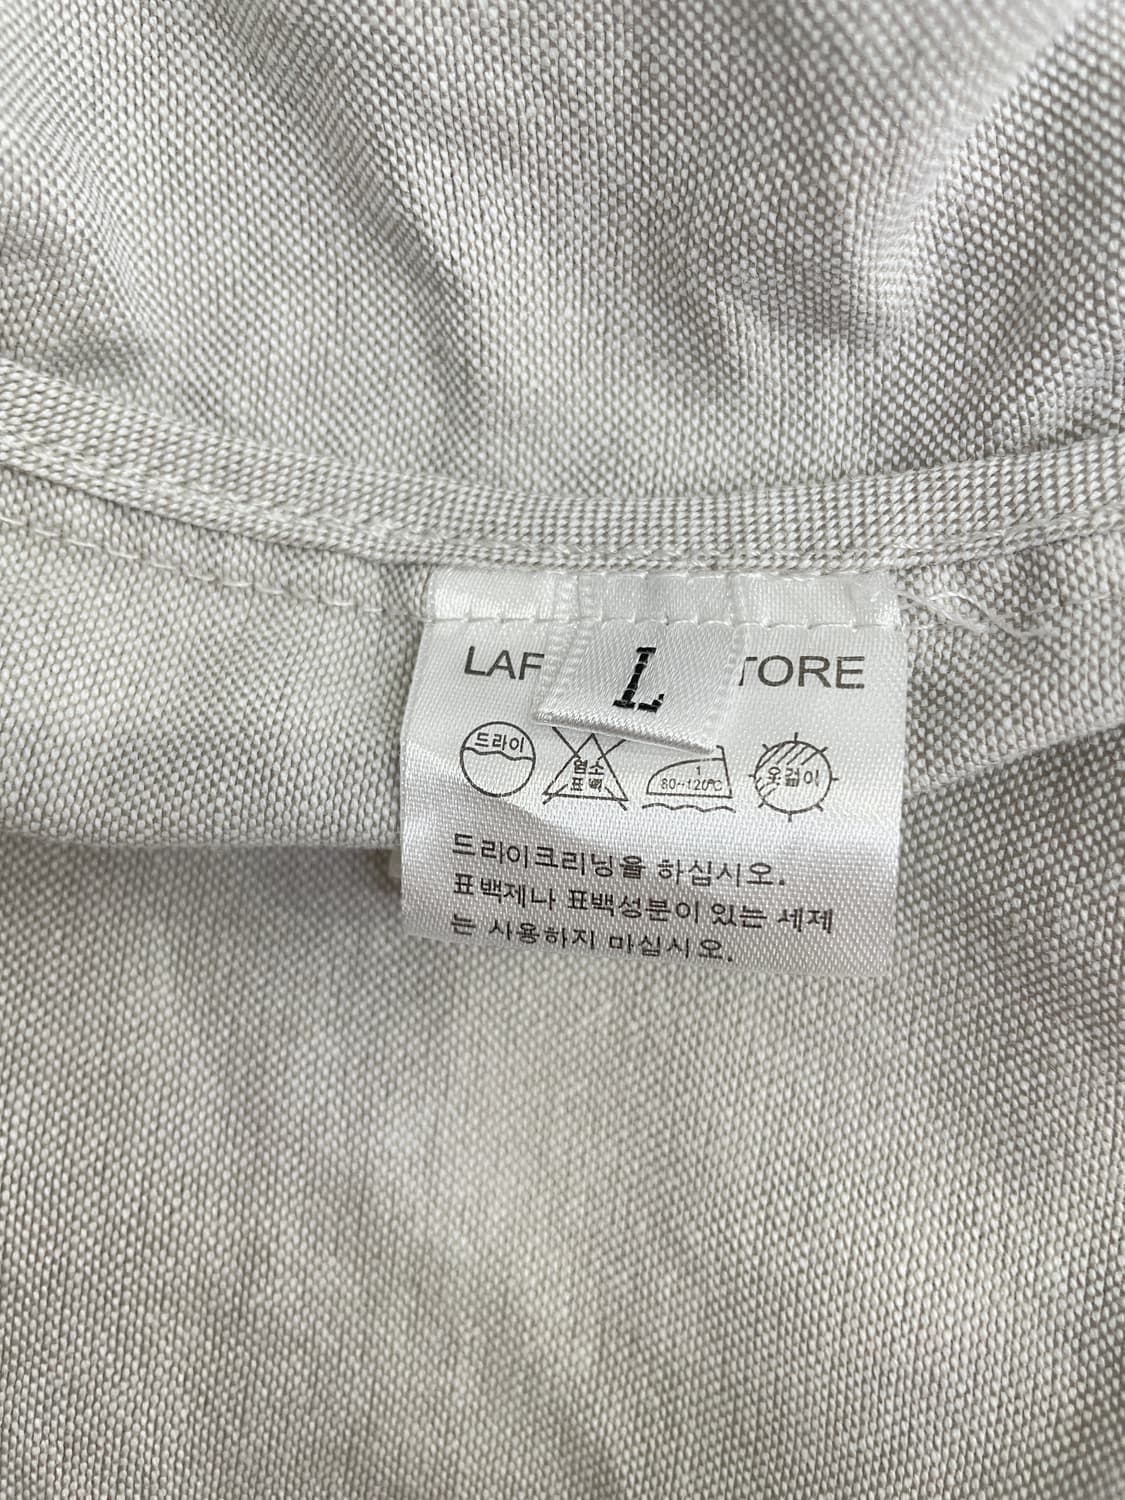 LAF
L
TORE
드라이
염소
표백
1
80~120℃
옷걸이
드라이크리닝을 하십시오.
표백제나 표백성분이 있는 세제
는 사용하지 마십시오.